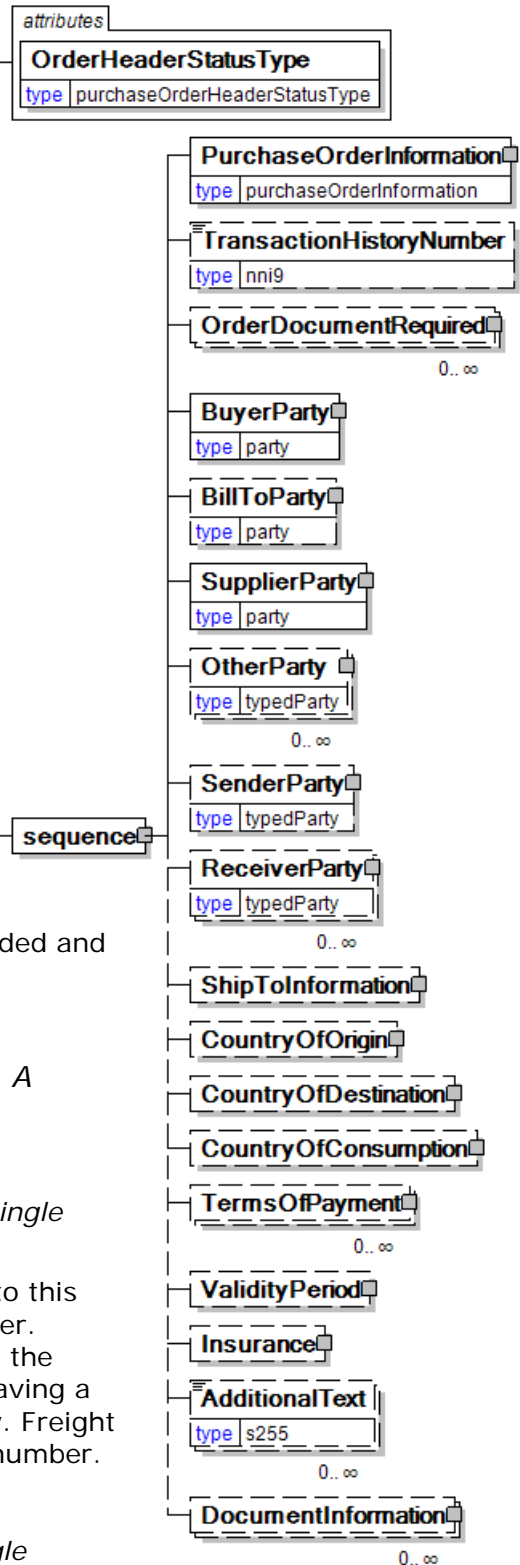 attributes
OrderHeaderStatusType
type purchaseOrderHeaderStatusType
PurchaseOrderInformation
type purchaseOrderInformation
TransactionHistoryNumber
type nni9
OrderDocumentRequired
0.. ∞
BuyerParty
type party
BillToParty
type party
SupplierParty
type party
OtherParty
type typedParty
0.. ∞
SenderParty
type typedParty
sequence
ReceiverParty
type typedParty
0.. ∞
ded and
ShipToInformation
CountryOfOrigin
A
CountryOfDestination
CountryOfConsumption
ingle
TermsOfPayment
0.. ∞
to this
ValidityPeriod
er.
Insurance
the
aving a
AdditionalText
. Freight
type s255
number.
0.. ∞
DocumentInformation
gle
0.. ∞